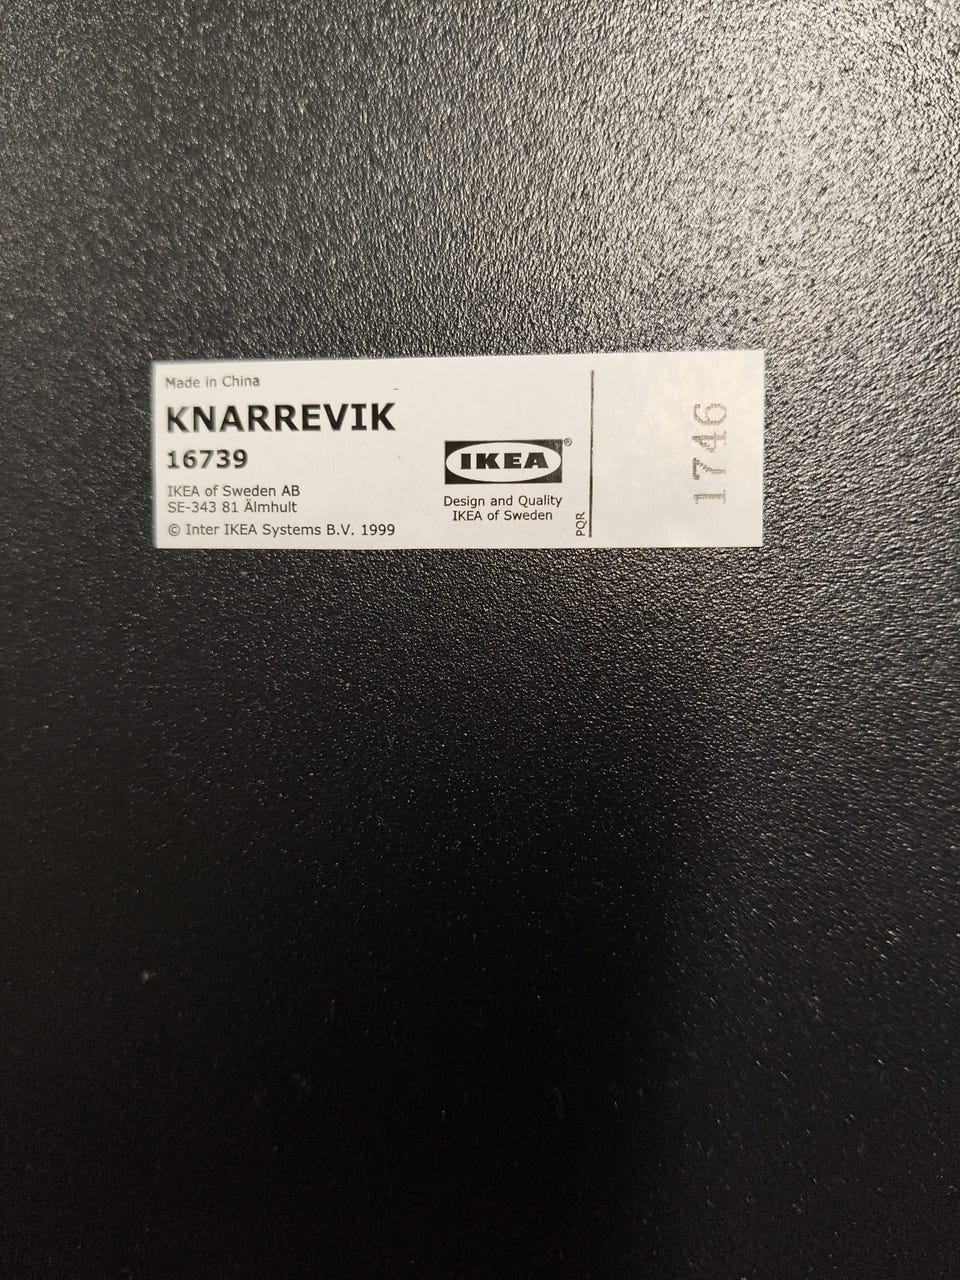 Made in China
KNARREVIK
16739
IKEA of Sweden AB
SE-343 81 Älmhult
© Inter IKEA Systems B.V. 1999
IKEA®
Design and Quality
IKEA of Sweden
PQR
1746